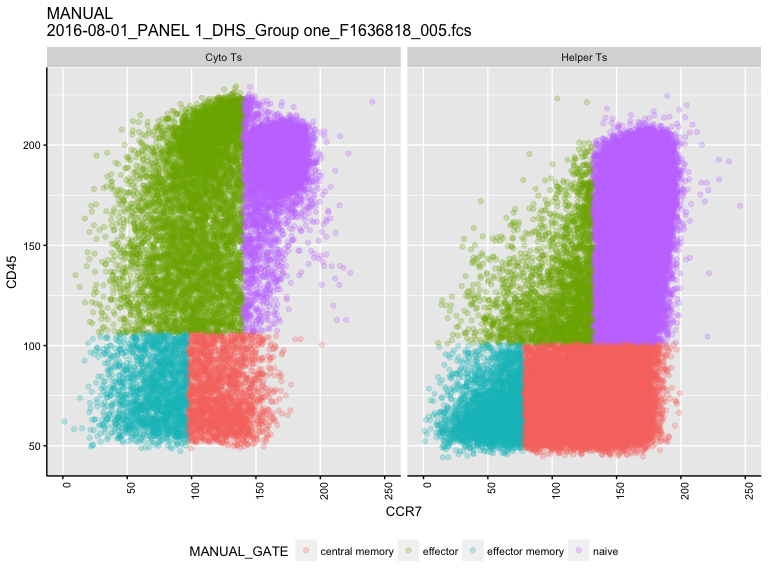 MANUAL
2016-08-01_PANEL 1_DHS_Group one_F1636818_005.fcs
Cyto Ts
Helper Ts
CD45
200
150
100
50
0 50 100 150 200 250
0 50 100 150 200 250
CCR7
MANUAL_GATE central memory effector effector memory naive